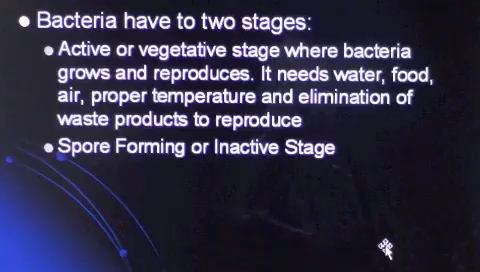 Bacteria have to two stages:
Active or vegetative stage where bacteria
grows and reproduces. It needs water, food,
air, proper temperature and elimination of
waste products to reproduce
Spore Forming or Inactive Stage